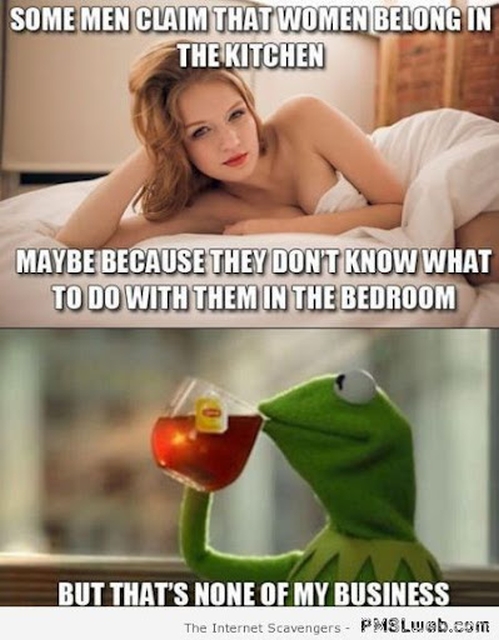 SOME MEN CLAIM THAT WOMEN BELONG IN
THE KITCHEN
MAYBE BECAUSE THEY DON'T KNOW WHAT
TO DO WITH THEM IN THE BEDROOM
BUT THAT'S NONE OF MY BUSINESS
The Internet Scavengers - PMSLweb.com